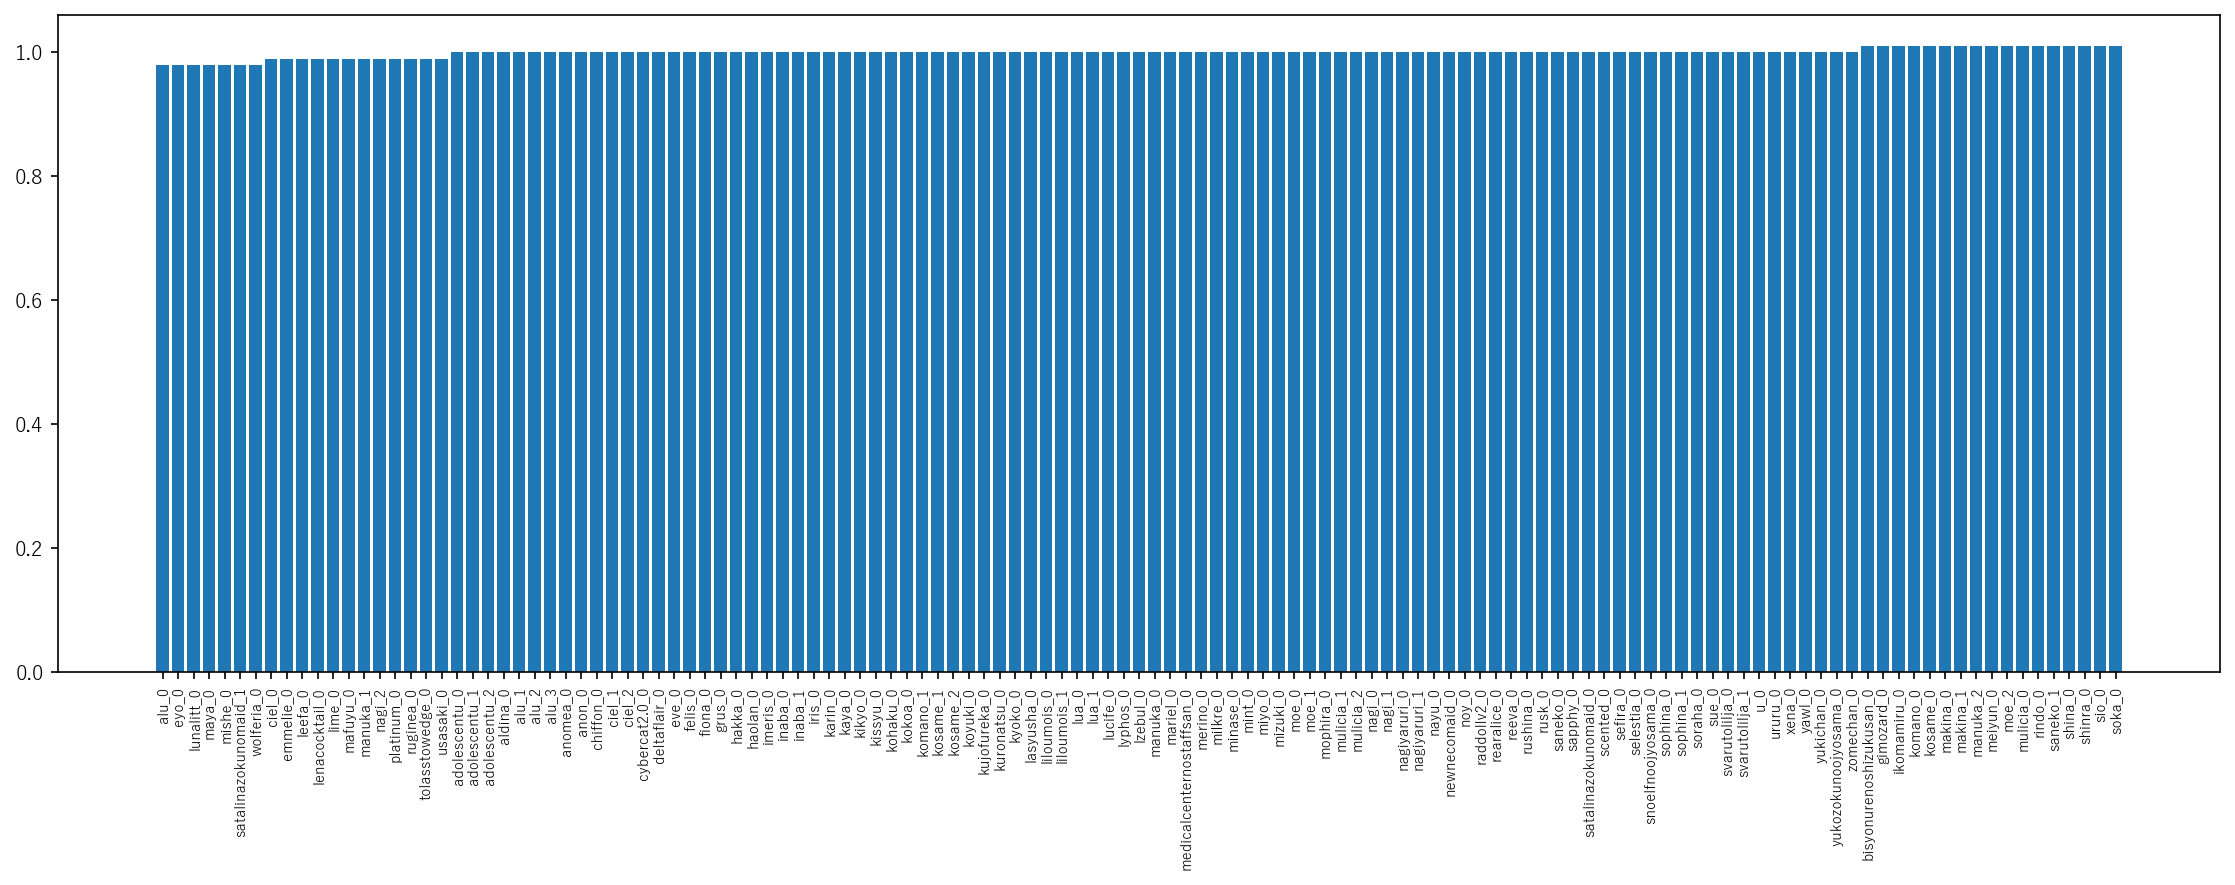 1.0
0.8
0.6
0.4
0.2
0.0
alu_0
eyo_0
lunalitt_0
maya_0
mishe_0
satalinazokunomaid_1
wolferia_0
ciel_0
emmelie_0
leefa_0
lenacocktail_0
lime_0
mafuyu_0
manuka_1
nagi_2
platinum_0
ruginea_0
tolasstowedge_0
usasaki_0
adolescentu_0
adolescentu_1
adolescentu_2
aldina_0
alu_1
alu_2
alu_3
anomea_0
anon_0
chiffon_0
ciel_1
ciel_2
cybercat2.0_0
deltaflair_0
eve_0
felis_0
fiona_0
grus_0
hakka_0
haolan_0
imeris_0
inaba_0
inaba_1
iris_0
karin_0
kaya_0
kikyo_0
kissyu_0
kohaku_0
kokoa_0
komano_1
kosame_1
kosame_2
koyuki_0
kujofureka_0
kuronatsu_0
kyoko_0
lasyusha_0
liloumois_0
liloumois_1
lua_0
lua_1
lucife_0
lyphos_0
lzebul_0
manuka_0
mariel_0
medicalcenternostaffsan_0
merino_0
milkre_0
minase_0
mint_0
miyo_0
mizuki_0
moe_0
moe_1
mophira_0
mulicia_1
mulicia_2
nagi_0
nagi_1
nagiyaruri_0
nagiyaruri_1
nayu_0
newnecomaid_0
noy_0
raddollv2_0
rearalice_0
reeva_0
rushina_0
rusk_0
saneko_0
sapphy_0
satalinazokunomaid_0
scented_0
sefira_0
selestia_0
snoelfnoojyosama_0
sophina_0
sophina_1
soraha_0
sue_0
svarutolilja_0
svarutolilja_1
u_0
ururu_0
xena_0
yawl_0
yukichan_0
yukozokunoojyosama_0
zomechan_0
bisyonurenoshizukusan_0
gimozard_0
ikomamiru_0
komano_0
kosame_0
makina_0
makina_1
manuka_2
meiyun_0
moe_2
mulicia_0
rindo_0
saneko_1
shina_0
shinra_0
sio_0
soka_0